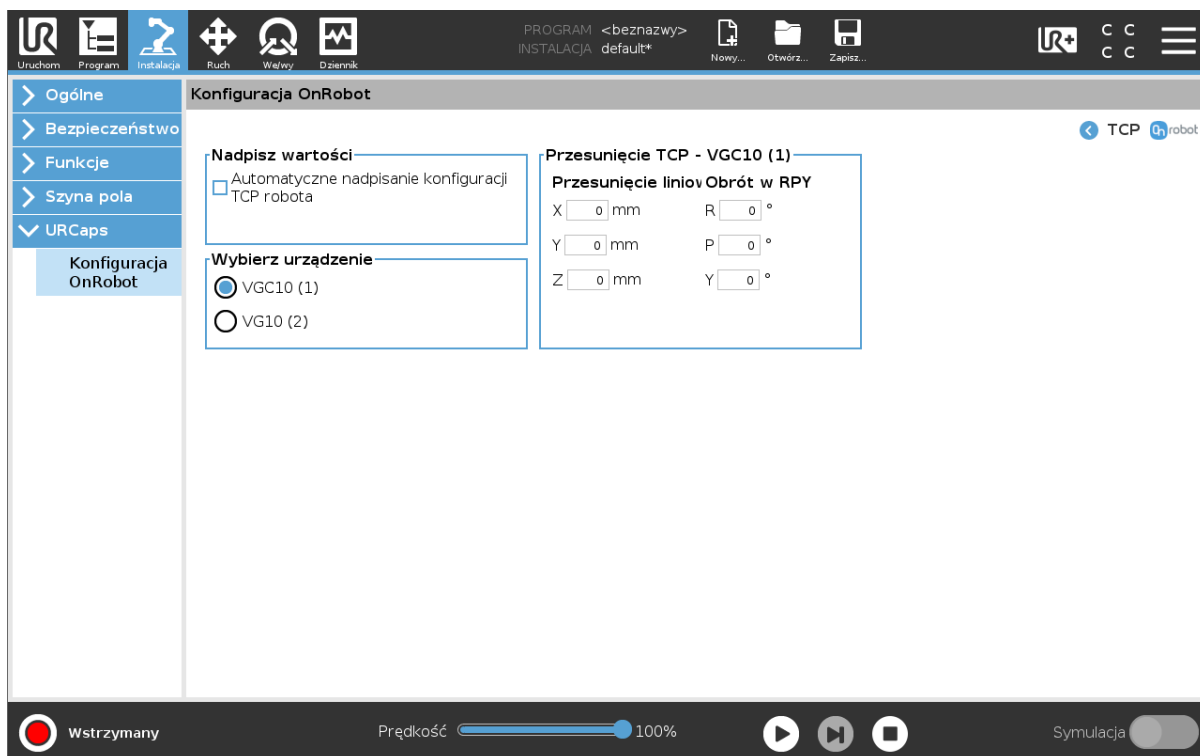 UR
Uruchom
Program
Instalacja
Ruch
We/wy
Dziennik
PROGRAM <beznazwy>
INSTALACJA default*
Nowy...
Otwórz...
Zapisz...
UR+
C C
C C
Ogólne
Bezpieczeństwo
Funkcje
Szyna pola
URCaps
Konfiguracja
OnRobot
Konfiguracja OnRobot
TCP
On robot
Nadpisz wartości
Automatyczne nadpisanie konfiguracji
TCP robota
Wybierz urządzenie
VGC10 (1)
VG10 (2)
Przesunięcie TCP - VGC10 (1)
Przesunięcie liniov Obrót w RPY
X 0 mm R 0 °
Y 0 mm P 0 °
Z 0 mm Y 0 °
Wstrzymany
Prędkość 100%
Symulacja